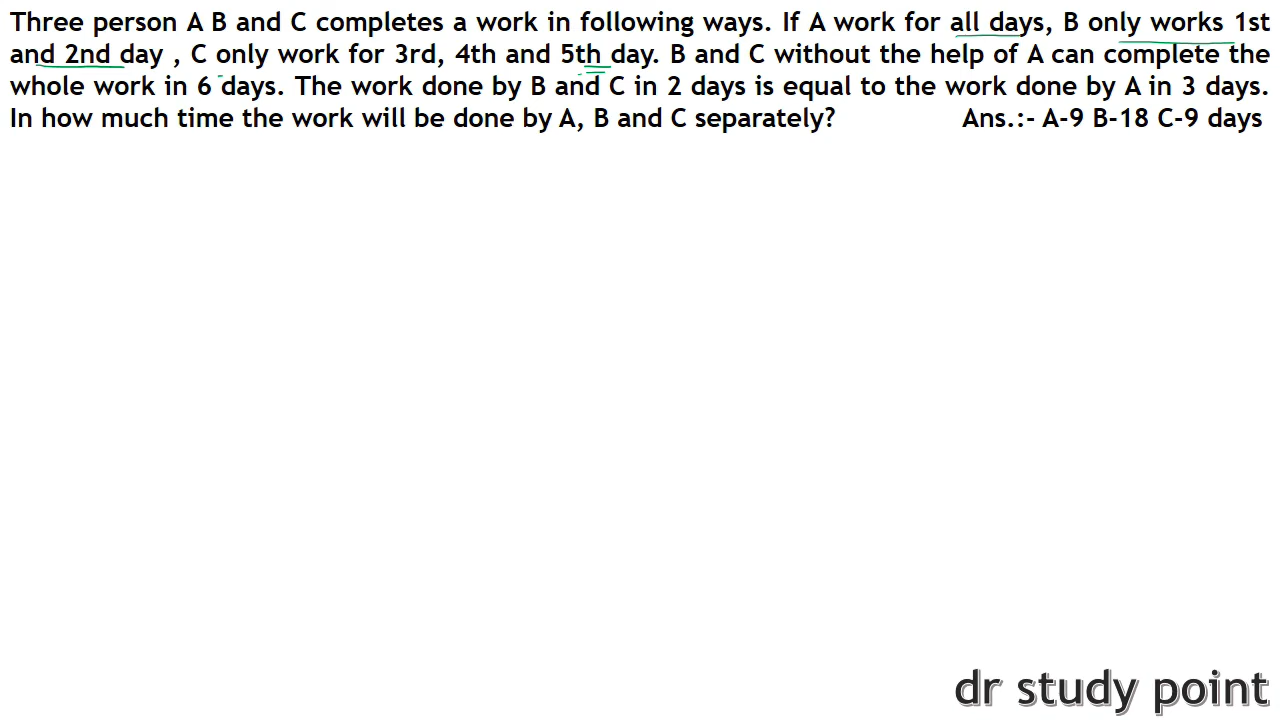 Three person A B and C completes a work in following ways. If A work for all days, B only works 1st
and 2nd day , C only work for 3rd, 4th and 5th day. B and C without the help of A can complete the
whole work in 6 days. The work done by B and C in 2 days is equal to the work done by A in 3 days.
In how much time the work will be done by A, B and C separately? Ans.:- A-9 B-18 C-9 days
dr study point